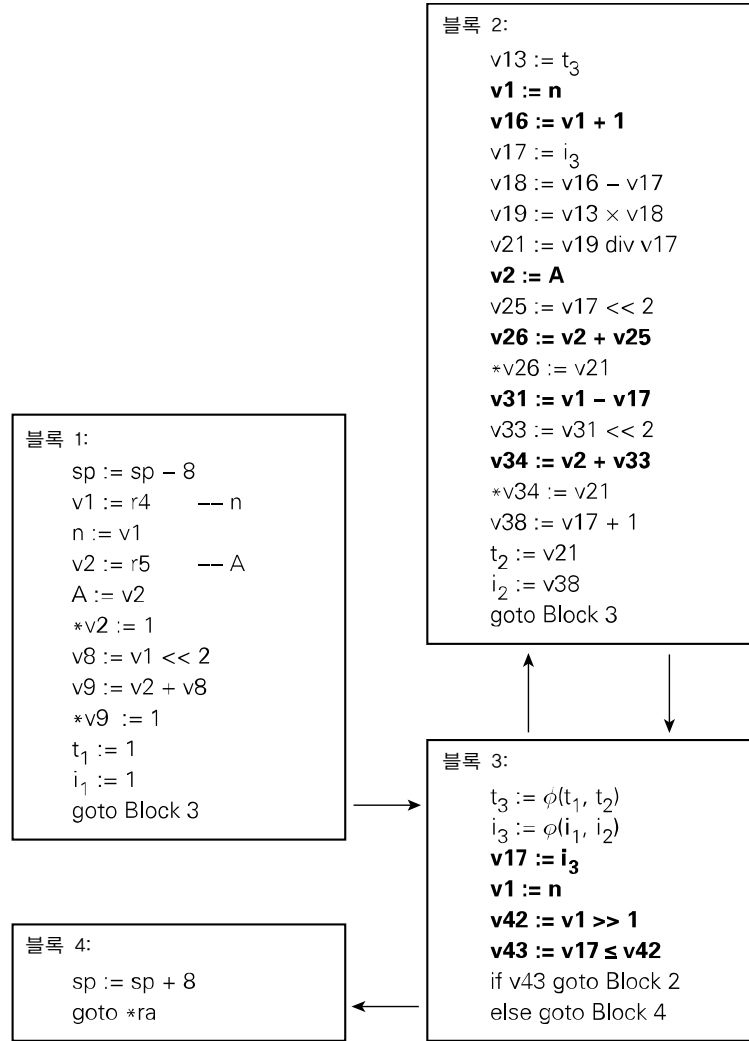 블록 1:
sp := sp – 8
v1 := r4 –– n
n := v1
v2 := r5 –– A
A := v2
*v2 := 1
v8 := v1 << 2
v9 := v2 + v8
*v9 := 1
t₁ := 1
i₁ := 1
goto Block 3
블록 2:
v13 := t₃
v1 := n
v16 := v1 + 1
v17 := i₃
v18 := v16 – v17
v19 := v13 × v18
v21 := v19 div v17
v2 := A
v25 := v17 << 2
v26 := v2 + v25
*v26 := v21
v31 := v1 – v17
v33 := v31 << 2
v34 := v2 + v33
*v34 := v21
v38 := v17 + 1
t₂ := v21
i₂ := v38
goto Block 3
블록 3:
t₃ := ϕ(t₁, t₂)
i₃ := ϕ(i₁, i₂)
v17 := i₃
v1 := n
v42 := v1 >> 1
v43 := v17 ≤ v42
if v43 goto Block 2
else goto Block 4
블록 4:
sp := sp + 8
goto *ra